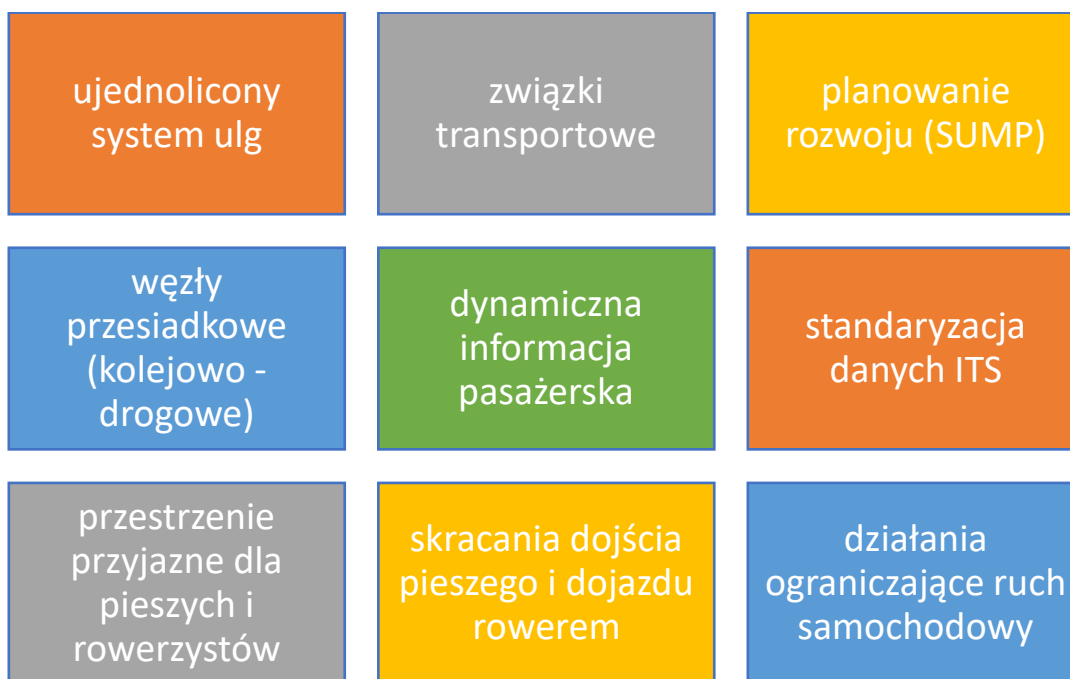 ujednolicony
system ulg
związki
transportowe
planowanie
rozwoju (SUMP)
węzły
przesiadkowe
(kolejowo -
drogowe)
dynamiczna
informacja
pasażerska
standaryzacja
danych ITS
przestrzenie
przyjazne dla
pieszych i
rowerzystów
skracania dojścia
pieszego i dojazdu
rowerem
działania
ograniczające ruch
samochodowy